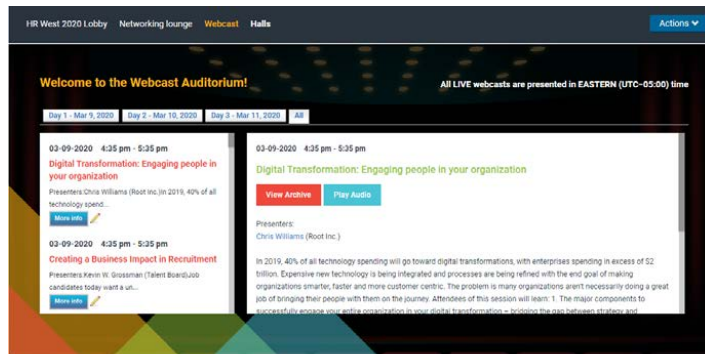 HR West 2020 Lobby Networking lounge Webcast Halls
Actions
Welcome to the Webcast Auditorium!
All LIVE webcasts are presented in EASTERN (UTC-05:00) time
Day 1 - Mar 9, 2020 Day 2 - Mar 10, 2020 Day 3 - Mar 11, 2020 All
03-09-2020 4:35 pm - 5:35 pm
Digital Transformation: Engaging people in
your organization
Presenters:Chris Williams (Root Inc.)In 2019, 40% of all
technology spend...
More info
03-09-2020 4:35 pm - 5:35 pm
Creating a Business Impact in Recruitment
Presenters:Kevin W. Grossman (Talent Board)Job
candidates today want a un...
More info
03-09-2020 4:35 pm - 5:35 pm
Digital Transformation: Engaging people in your organization
View Archive Play Audio
Presenters:
Chris Williams (Root Inc.)
In 2019, 40% of all technology spending will go toward digital transformations, with enterprises spending in excess of $2
trillion. Expensive new technology is being integrated and processes are being refined with the end goal of making
organizations smarter, faster and more customer centric. The problem is many organizations aren't necessarily doing a great
job of bringing their people with them on the journey. Attendees of this session will learn: 1. The major components to
successfully engage your entire organization in your digital transformation – bridging the gap between strategy and